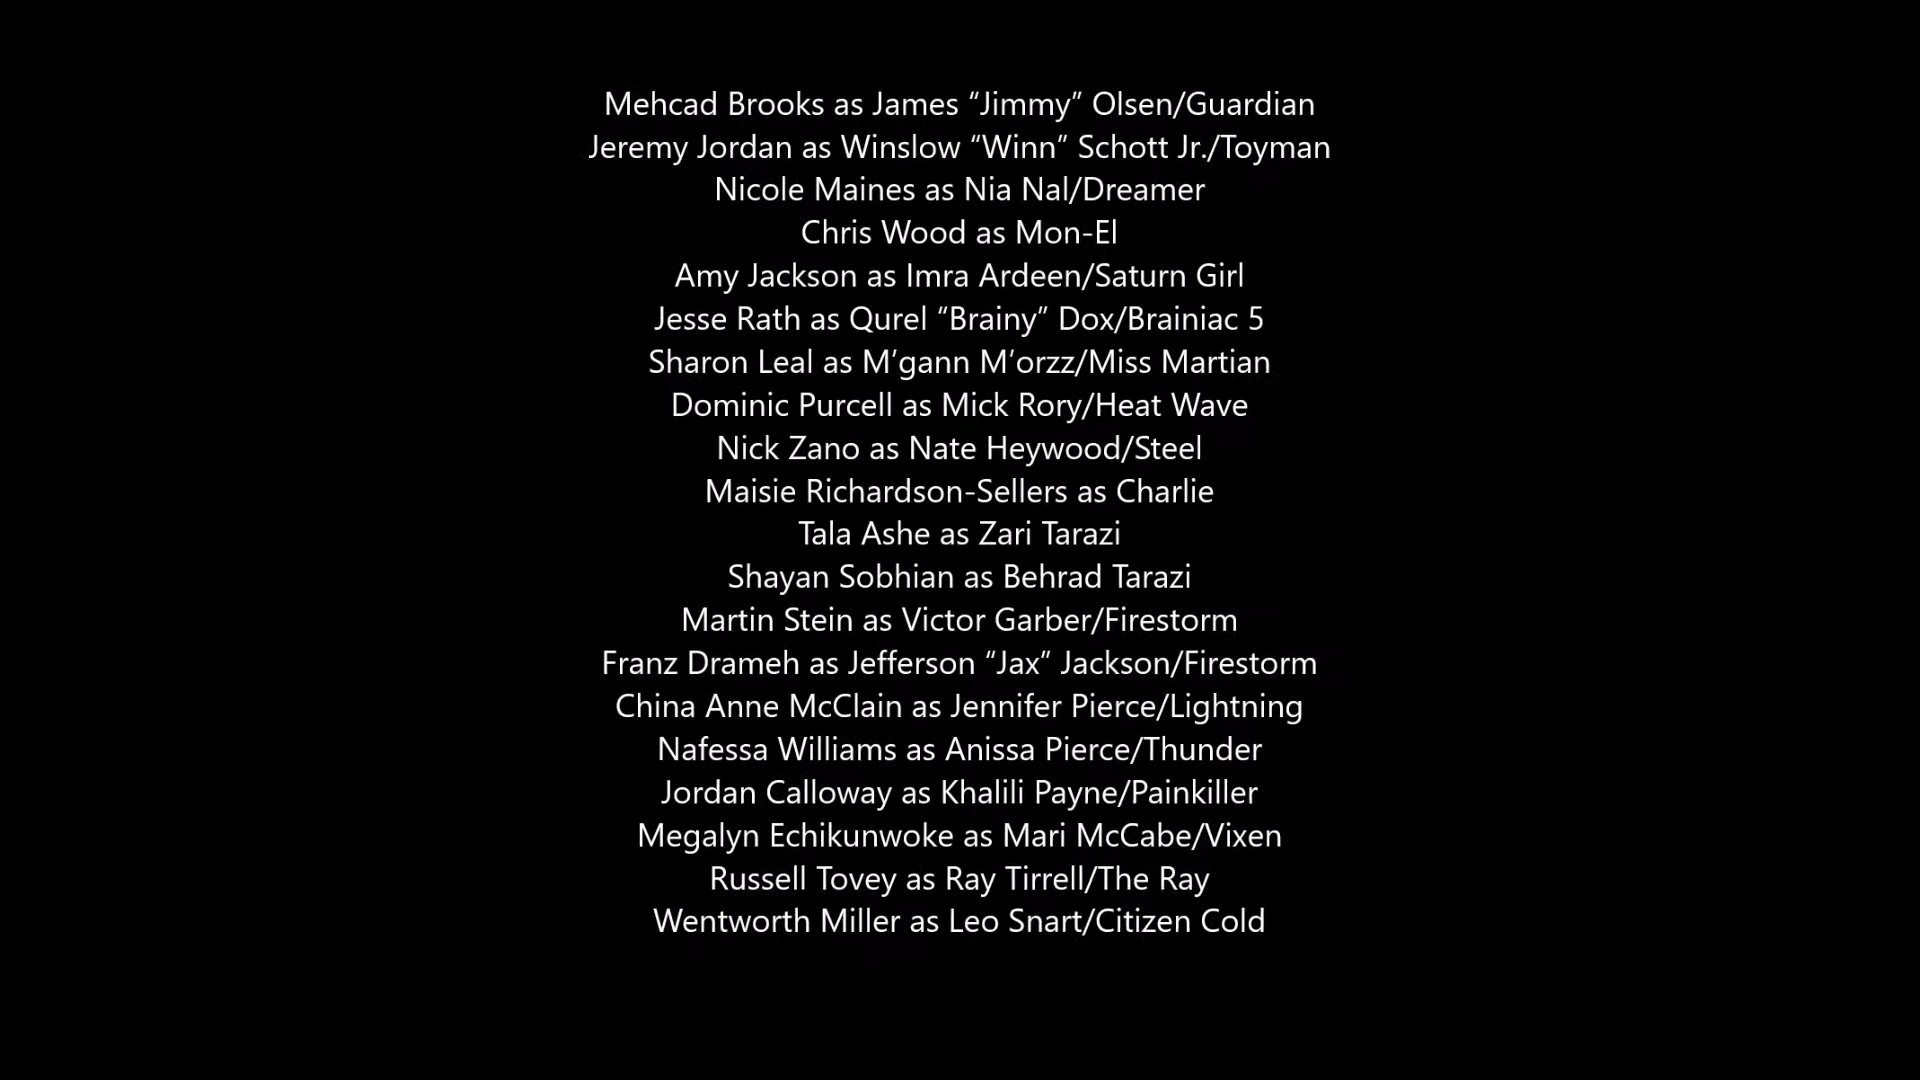 Mehcad Brooks as James “Jimmy” Olsen/Guardian
Jeremy Jordan as Winslow “Winn” Schott Jr./Toyman
Nicole Maines as Nia Nal/Dreamer
Chris Wood as Mon-El
Amy Jackson as Imra Ardeen/Saturn Girl
Jesse Rath as Qurel “Brainy” Dox/Brainiac 5
Sharon Leal as M’gann M‘orzz/Miss Martian
Dominic Purcell as Mick Rory/Heat Wave
Nick Zano as Nate Heywood/Steel
Maisie Richardson-Sellers as Charlie
Tala Ashe as Zari Tarazi
Shayan Sobhian as Behrad Tarazi
Martin Stein as Victor Garber/Firestorm
Franz Drameh as Jefferson “Jax” Jackson/Firestorm
China Anne McClain as Jennifer Pierce/Lightning
Nafessa Williams as Anissa Pierce/Thunder
Jordan Calloway as Khalili Payne/Painkiller
Megalyn Echikunwoke as Mari McCabe/Vixen
Russell Tovey as Ray Tirrell/The Ray
Wentworth Miller as Leo Snart/Citizen Cold